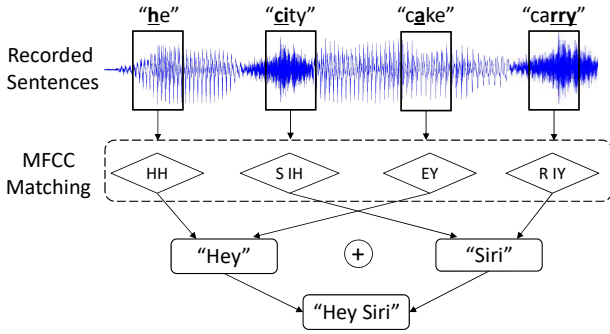 “he” “city” “cake” “carry”
Recorded
Sentences
MFCC
Matching
HH S IH EY R IY
“Hey” + “Siri”
“Hey Siri”